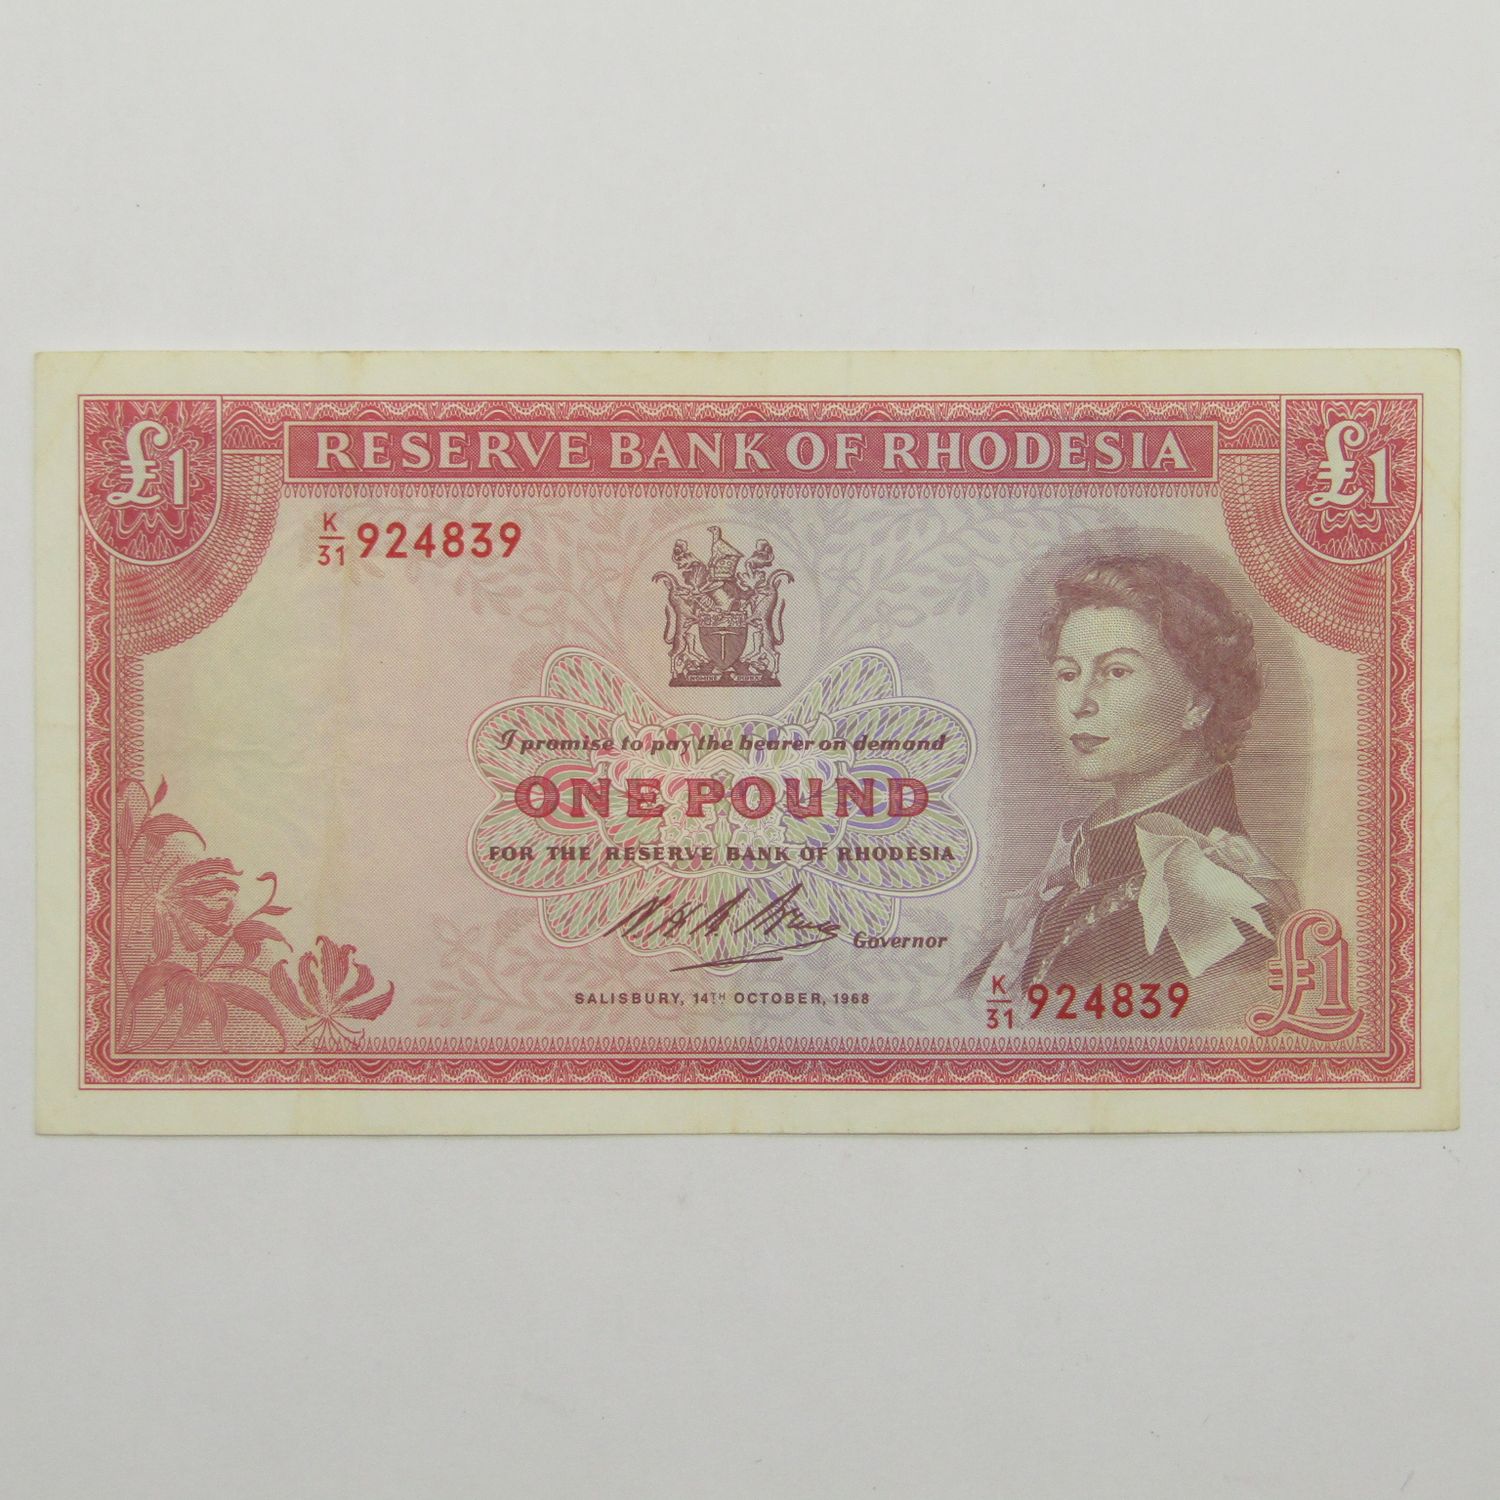 £1
RESERVE BANK OF RHODESIA
£1
K/31 924839
I promise to pay the bearer on demand
ONE POUND
FOR THE RESERVE BANK OF RHODESIA
Governor
SALISBURY, 14TH OCTOBER, 1968
K/31 924839
£1